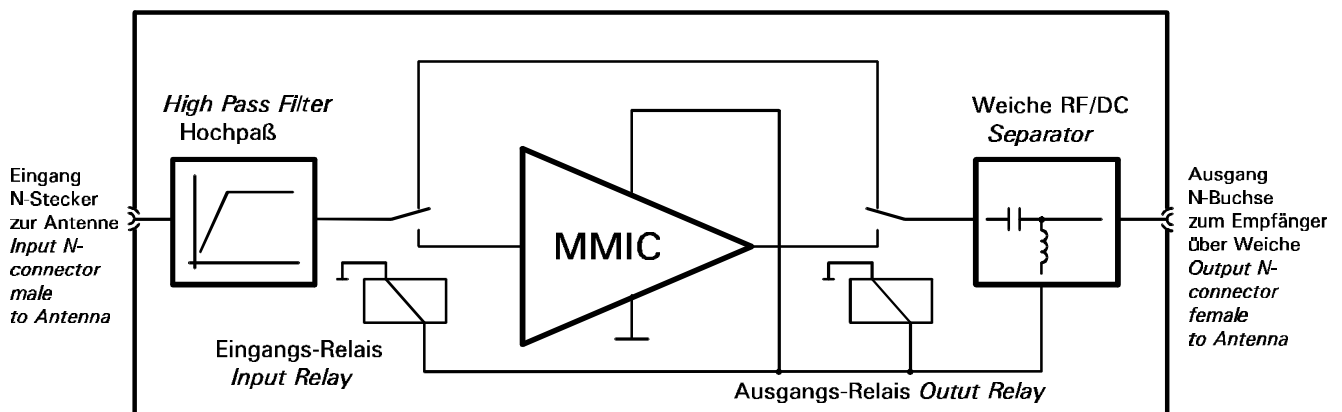 High Pass Filter
Hochpaß
Weiche RF/DC
Separator
Eingang
N-Stecker
zur Antenne
Input N-
connector
male
to Antenna
MMIC
Ausgang
N-Buchse
zum Empfänger
über Weiche
Output N-
connector
female
to Antenna
Eingangs-Relais
Input Relay
Ausgangs-Relais Outut Relay